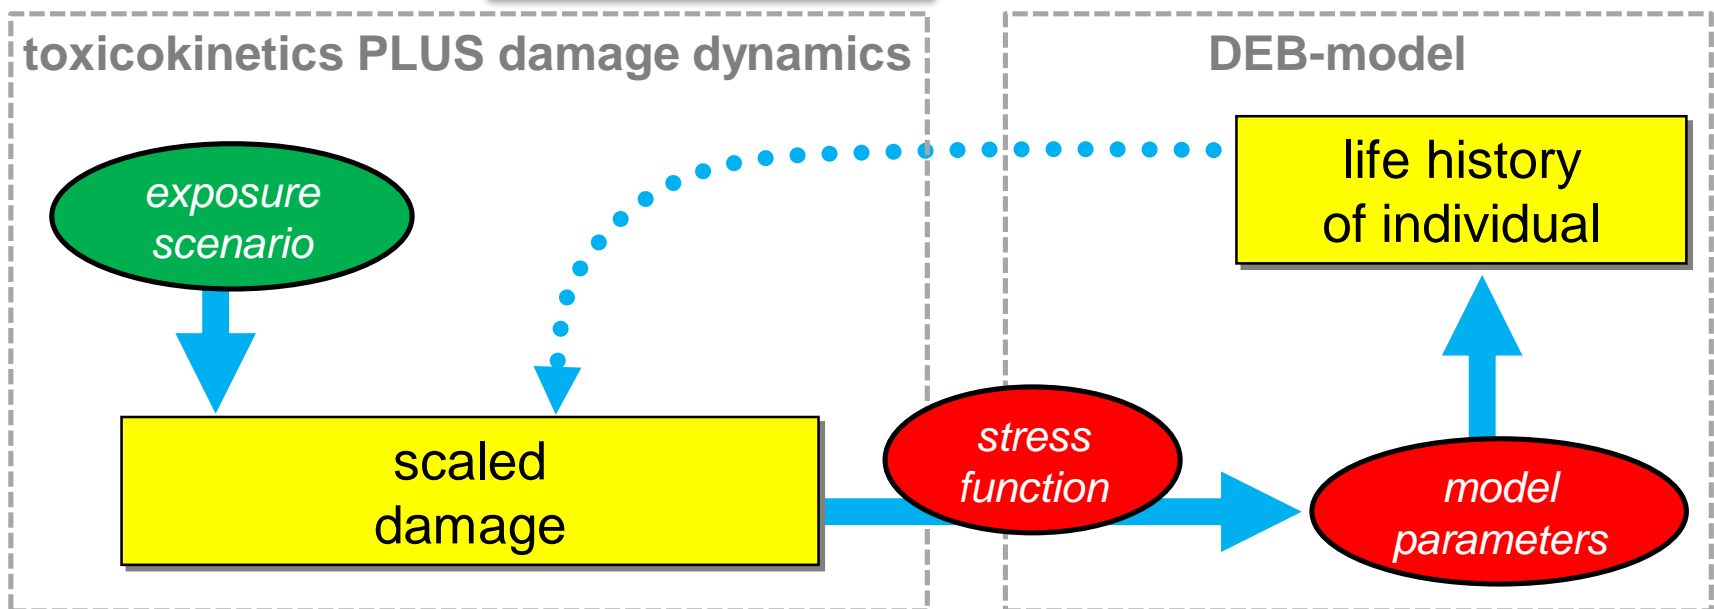 toxicokinetics PLUS damage dynamics
DEB-model
exposure
scenario
life history
of individual
scaled
damage
stress
function
model
parameters